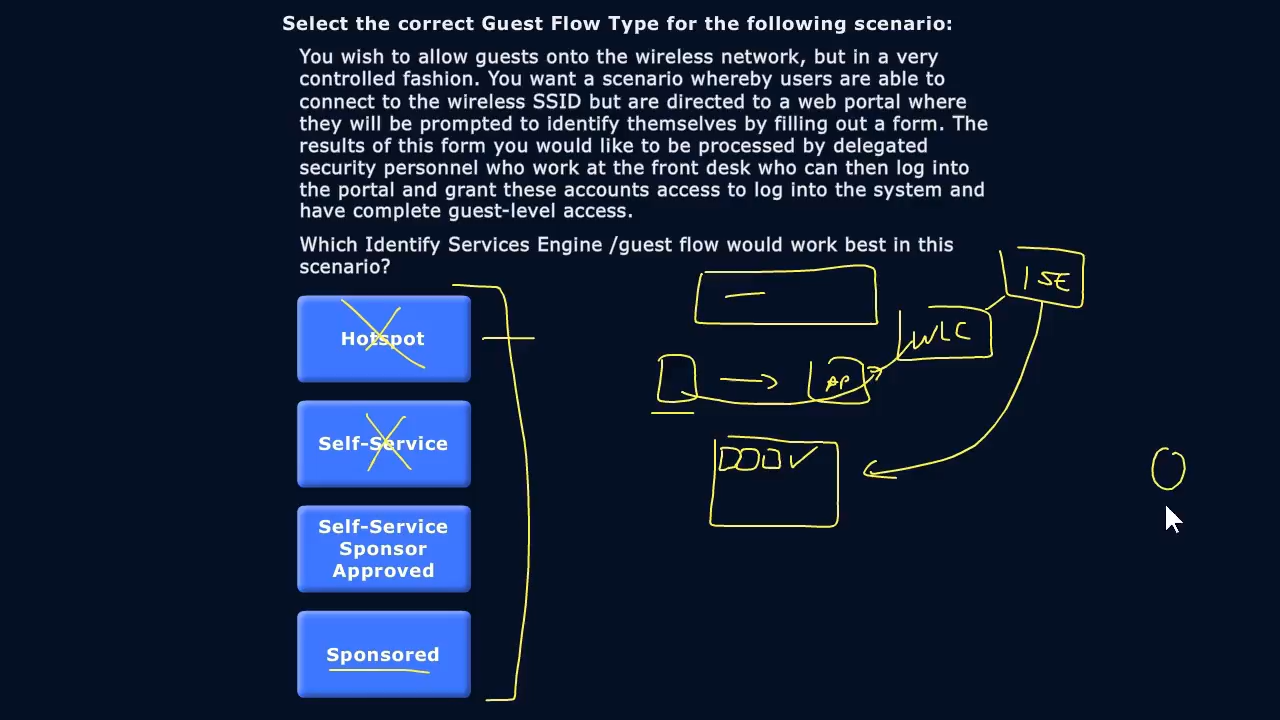 Select the correct Guest Flow Type for the following scenario:
You wish to allow guests onto the wireless network, but in a very
controlled fashion. You want a scenario whereby users are able to
connect to the wireless SSID but are directed to a web portal where
they will be prompted to identify themselves by filling out a form. The
results of this form you would like to be processed by delegated
security personnel who work at the front desk who can then log into
the portal and grant these accounts access to log into the system and
have complete guest-level access.
Which Identify Services Engine /guest flow would work best in this
scenario?
ISE
Hotspot
WLC
AP
Self-Service
Self-Service
Sponsor
Approved
Sponsored